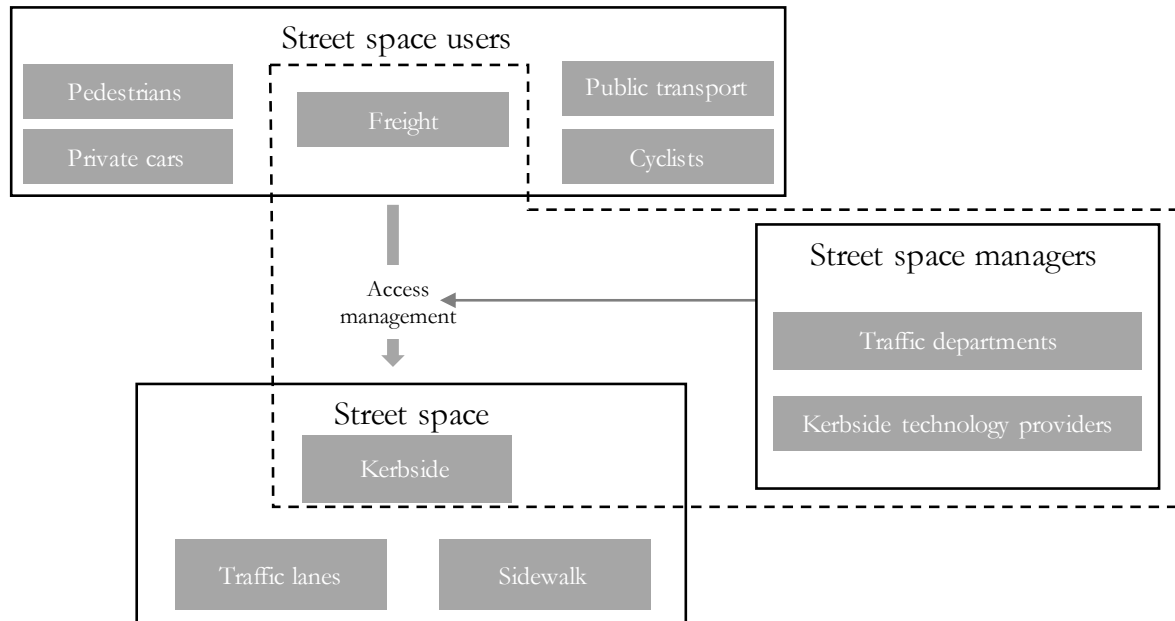 Street space users
Pedestrians
Private cars
Freight
Public transport
Cyclists
Access
management
Street space managers
Traffic departments
Kerbside technology providers
Street space
Kerbside
Traffic lanes
Sidewalk